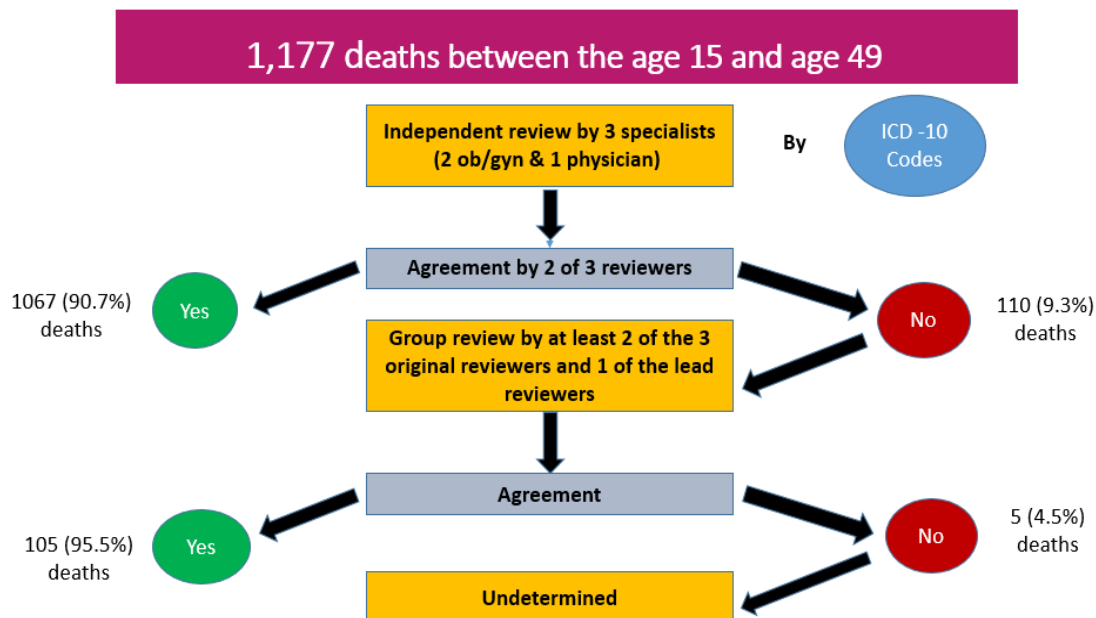 1,177 deaths between the age 15 and age 49
Independent review by 3 specialists
(2 ob/gyn & 1 physician)
By
ICD -10
Codes
Agreement by 2 of 3 reviewers
1067 (90.7%)
deaths
Yes
No
110 (9.3%)
deaths
Group review by at least 2 of the 3
original reviewers and 1 of the lead
reviewers
Agreement
105 (95.5%)
deaths
Yes
No
5 (4.5%)
deaths
Undetermined